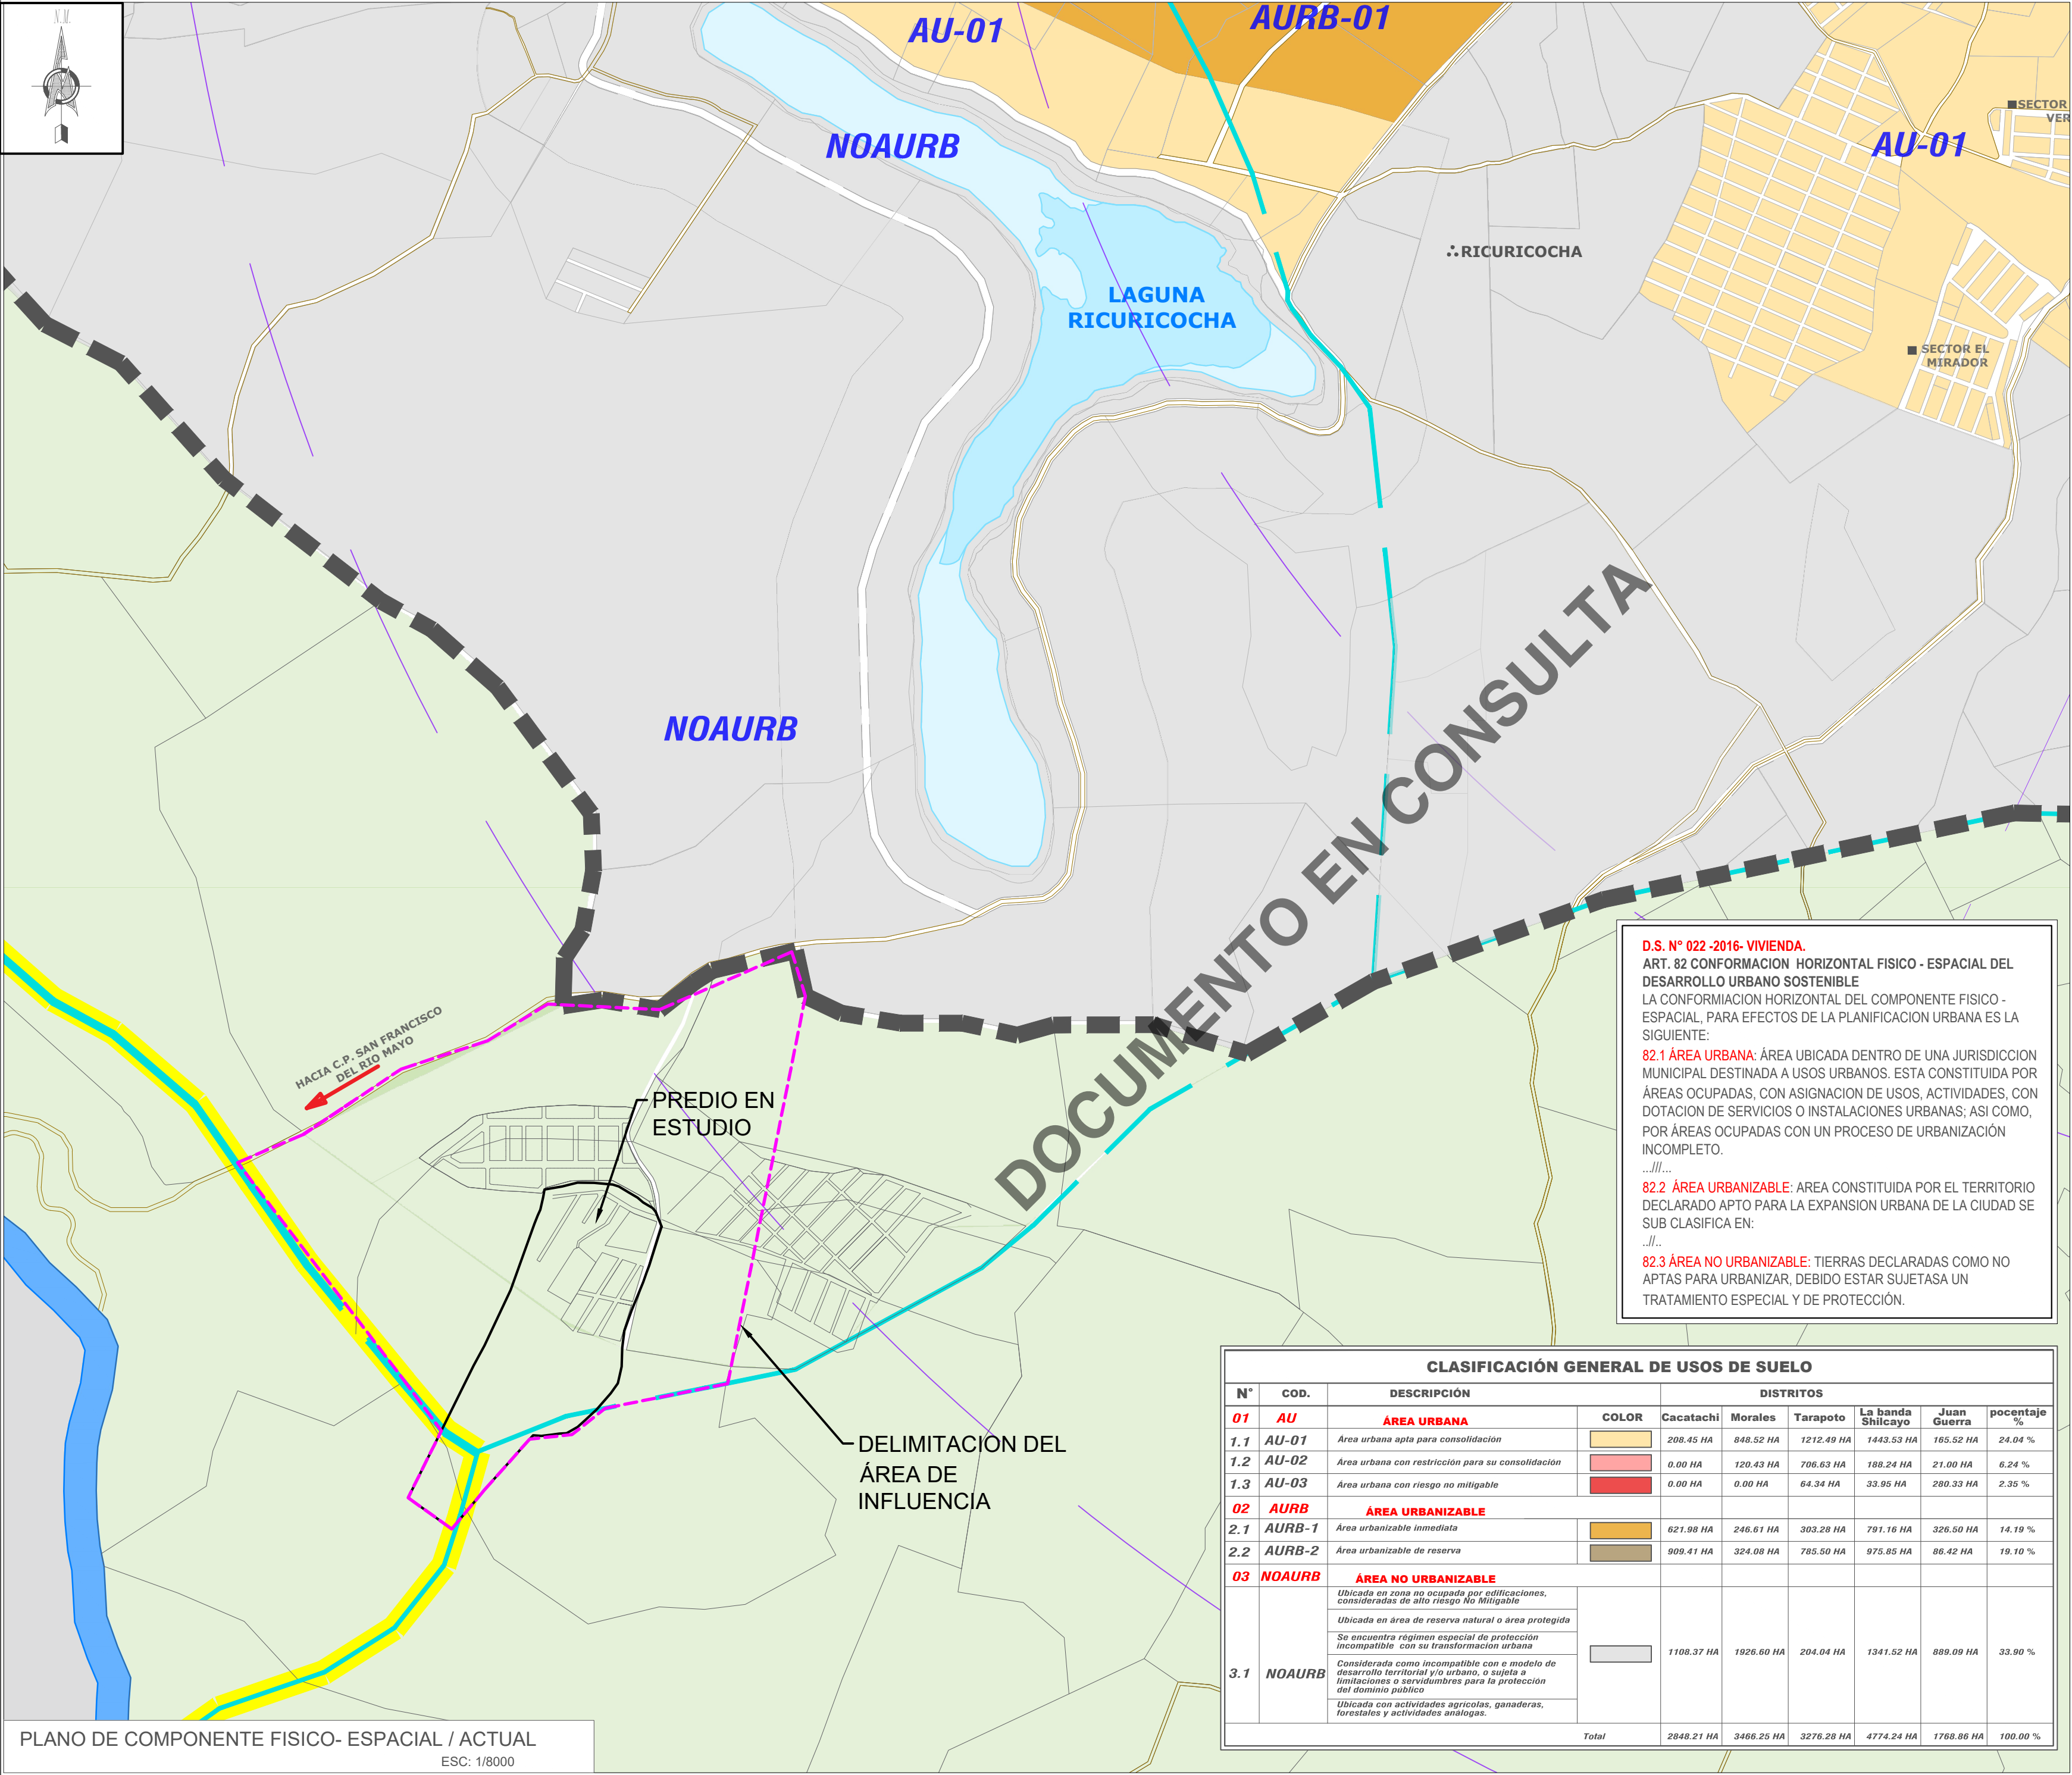 N.M.
AU-01
AURB-01
NOAURB
AU-01
SECTOR
VER
RICURICOCHA
LAGUNA
RICURICOCHA
SECTOR EL
MIRADOR
NOAURB
DOCUMENTO EN CONSULTA
HACIA C.P. SAN FRANCISCO
DEL RIO MAYO
PREDIO EN
ESTUDIO
DELIMITACION DEL
ÁREA DE
INFLUENCIA
D.S. N° 022 -2016- VIVIENDA.
ART. 82 CONFORMACION HORIZONTAL FISICO - ESPACIAL DEL
DESARROLLO URBANO SOSTENIBLE
LA CONFORMIACION HORIZONTAL DEL COMPONENTE FISICO -
ESPACIAL, PARA EFECTOS DE LA PLANIFICACION URBANA ES LA
SIGUIENTE:
82.1 ÁREA URBANA: ÁREA UBICADA DENTRO DE UNA JURISDICCION
MUNICIPAL DESTINADA A USOS URBANOS. ESTA CONSTITUIDA POR
ÁREAS OCUPADAS, CON ASIGNACION DE USOS, ACTIVIDADES, CON
DOTACION DE SERVICIOS O INSTALACIONES URBANAS; ASI COMO,
POR ÁREAS OCUPADAS CON UN PROCESO DE URBANIZACIÓN
INCOMPLETO.
...///...
82.2 ÁREA URBANIZABLE: AREA CONSTITUIDA POR EL TERRITORIO
DECLARADO APTO PARA LA EXPANSION URBANA DE LA CIUDAD SE
SUB CLASIFICA EN:
..//..
82.3 ÁREA NO URBANIZABLE: TIERRAS DECLARADAS COMO NO
APTAS PARA URBANIZAR, DEBIDO ESTAR SUJETASA UN
TRATAMIENTO ESPECIAL Y DE PROTECCIÓN.
CLASIFICACIÓN GENERAL DE USOS DE SUELO
N° COD. DESCRIPCIÓN DISTRITOS
01 AU ÁREA URBANA COLOR Cacatachi Morales Tarapoto La banda Shilcayo Juan Guerra pocentaje %
1.1 AU-01 Área urbana apta para consolidación 208.45 HA 848.52 HA 1212.49 HA 1443.53 HA 165.52 HA 24.04 %
1.2 AU-02 Área urbana con restricción para su consolidación 0.00 HA 120.43 HA 706.63 HA 188.24 HA 21.00 HA 6.24 %
1.3 AU-03 Área urbana con riesgo no mitigable 0.00 HA 0.00 HA 64.34 HA 33.95 HA 280.33 HA 2.35 %
02 AURB ÁREA URBANIZABLE
2.1 AURB-1 Área urbanizable inmediata 621.98 HA 246.61 HA 303.28 HA 791.16 HA 326.50 HA 14.19 %
2.2 AURB-2 Área urbanizable de reserva 909.41 HA 324.08 HA 785.50 HA 975.85 HA 86.42 HA 19.10 %
03 NOAURB ÁREA NO URBANIZABLE
Ubicada en zona no ocupada por edificaciones,
consideradas de alto riesgo No Mitigable
Ubicada en área de reserva natural o área protegida
Se encuentra régimen especial de protección
incompatible con su transformacion urbana
3.1 NOAURB 1108.37 HA 1926.60 HA 204.04 HA 1341.52 HA 889.09 HA 33.90 %
Considerada como incompatible con e modelo de
desarrollo territorial y/o urbano, o sujeta a
limitaciones o servidumbres para la protección
del dominio público
Ubicada con actividades agrícolas, ganaderas,
forestales y actividades análogas.
Total 2848.21 HA 3466.25 HA 3276.28 HA 4774.24 HA 1768.86 HA 100.00 %
PLANO DE COMPONENTE FISICO- ESPACIAL / ACTUAL
ESC: 1/8000